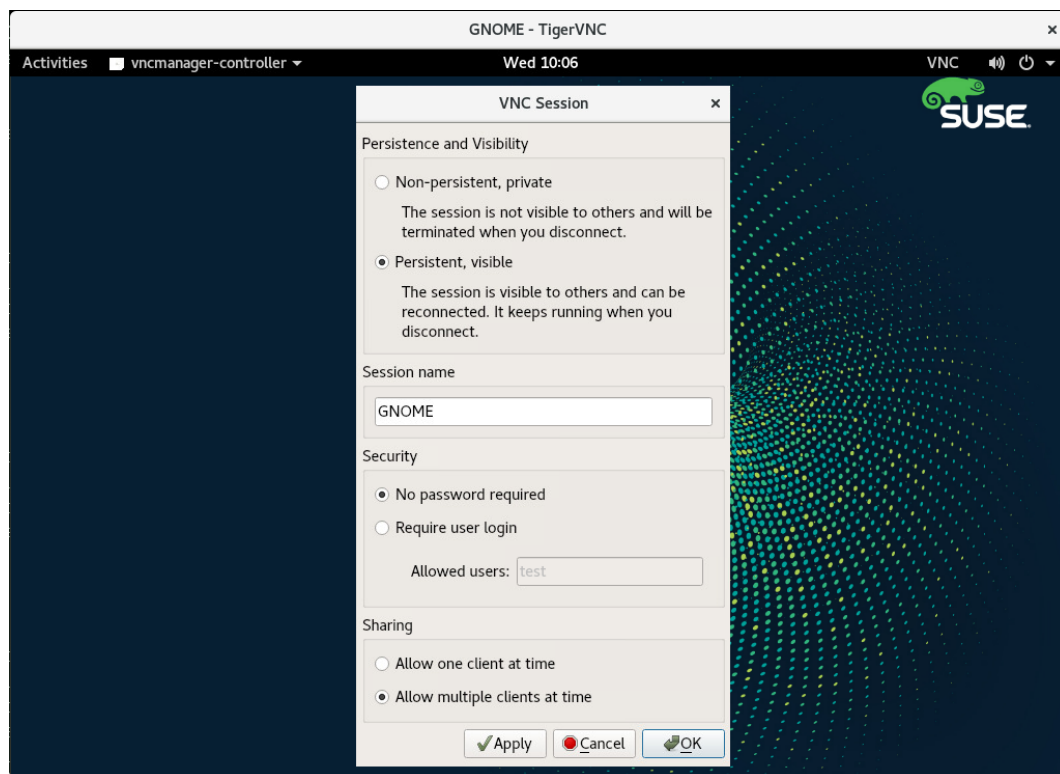 GNOME - TigerVNC
Activities vncmanager-controller Wed 10:06 VNC
SUSE
VNC Session
Persistence and Visibility
Non-persistent, private
The session is not visible to others and will be
terminated when you disconnect.
Persistent, visible
The session is visible to others and can be
reconnected. It keeps running when you
disconnect.
Session name
GNOME
Security
No password required
Require user login
Allowed users: test
Sharing
Allow one client at time
Allow multiple clients at time
Apply Cancel OK